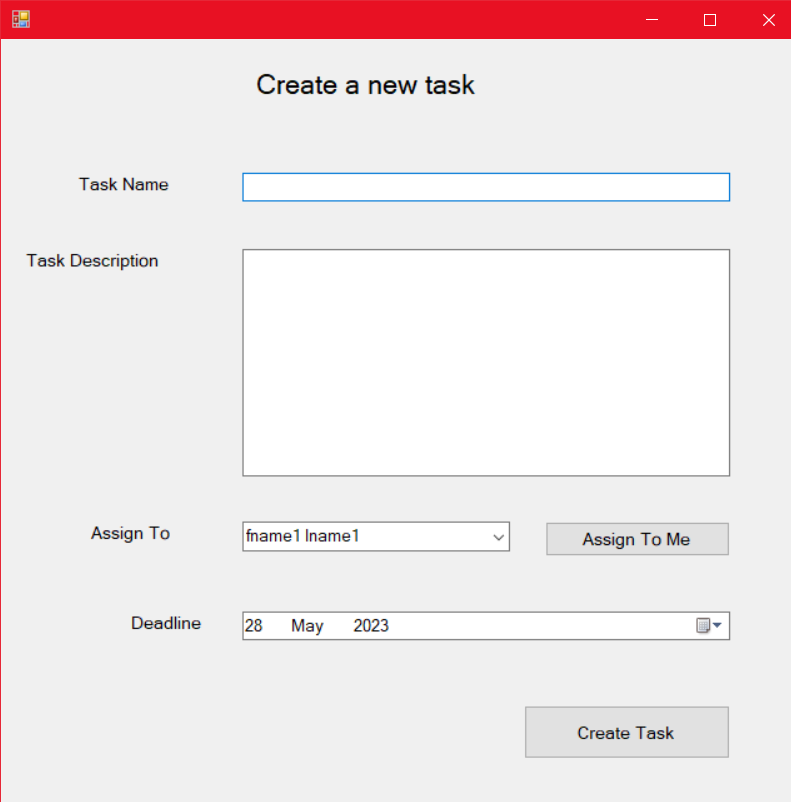 Create a new task
Task Name
Task Description
Assign To
fname1 lname1
Assign To Me
Deadline
28 May 2023
Create Task